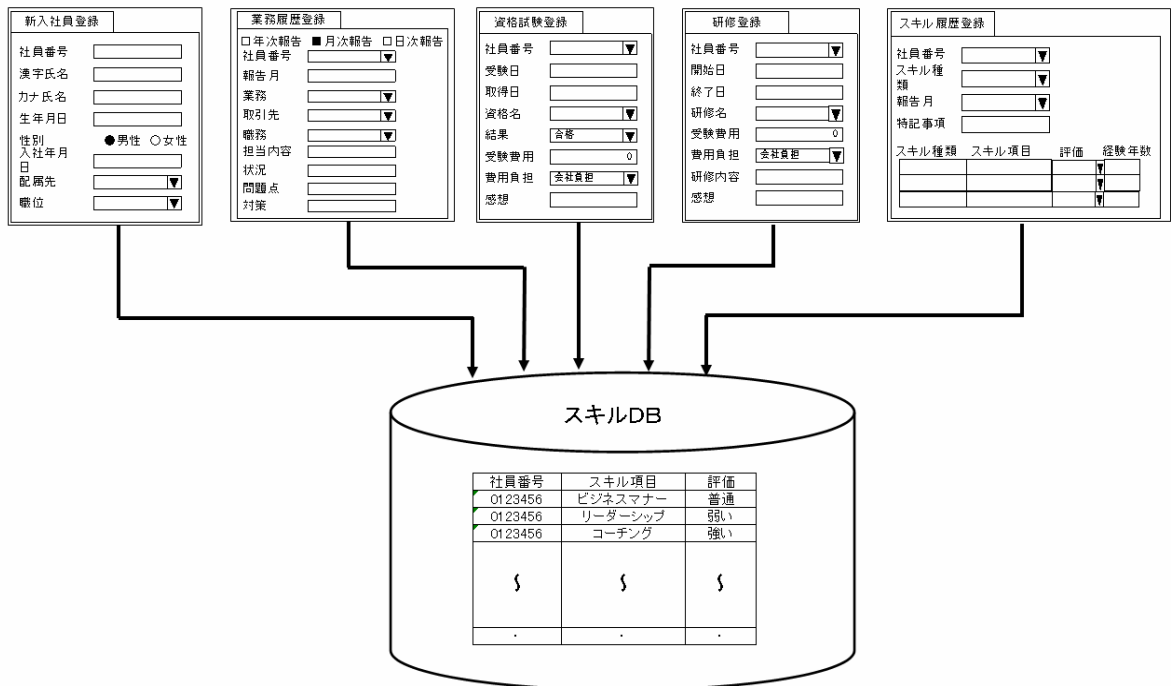 新入社員登録
社員番号
漢字氏名
カナ氏名
生年月日
性別 ●男性 ○女性
入社年月
日
配属先
職位
業務履歴登録
□年次報告 ■月次報告 □日次報告
社員番号
報告月
業務
取引先
職務
担当内容
状況
問題点
対策
資格試験登録
社員番号
受験日
取得日
資格名
結果 合格
受験費用 0
費用負担 会社負担
感想
研修登録
社員番号
開始日
終了日
研修名
受験費用 0
費用負担 会社負担
研修内容
感想
スキル履歴登録
社員番号
スキル種
類
報告月
特記事項
スキル種類 スキル項目 評価 経験年数
スキルDB
社員番号 スキル項目 評価
0123456 ビジネスマナー 普通
0123456 リーダーシップ 弱い
0123456 コーチング 強い